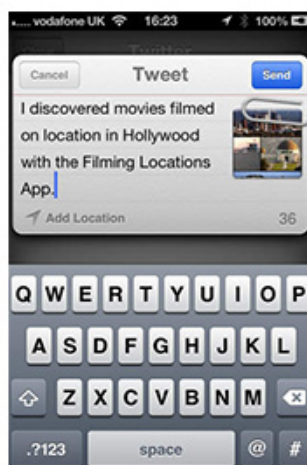 vodafone UK 16:23 100%
Twitter
Cancel Tweet Send
I discovered movies filmed
on location in Hollywood
with the Filming Locations
App.
Add Location 36
Q W E R T Y U I O P
A S D F G H J K L
Z X C V B N M
.?123 space @ #